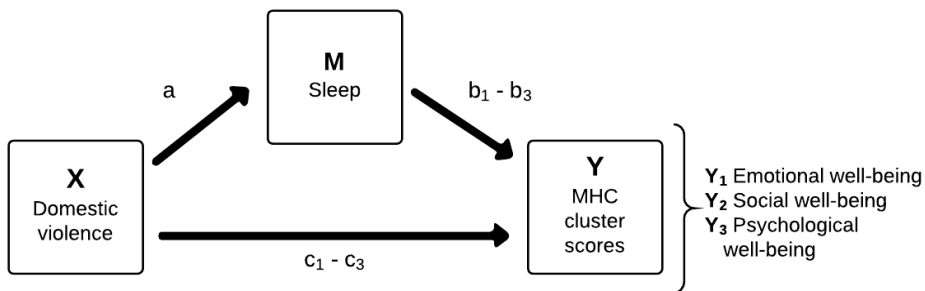 M
Sleep
a
b₁ - b₃
X
Domestic
violence
Y
MHC
cluster
scores
c₁ - c₃
Y₁ Emotional well-being
Y₂ Social well-being
Y₃ Psychological
well-being